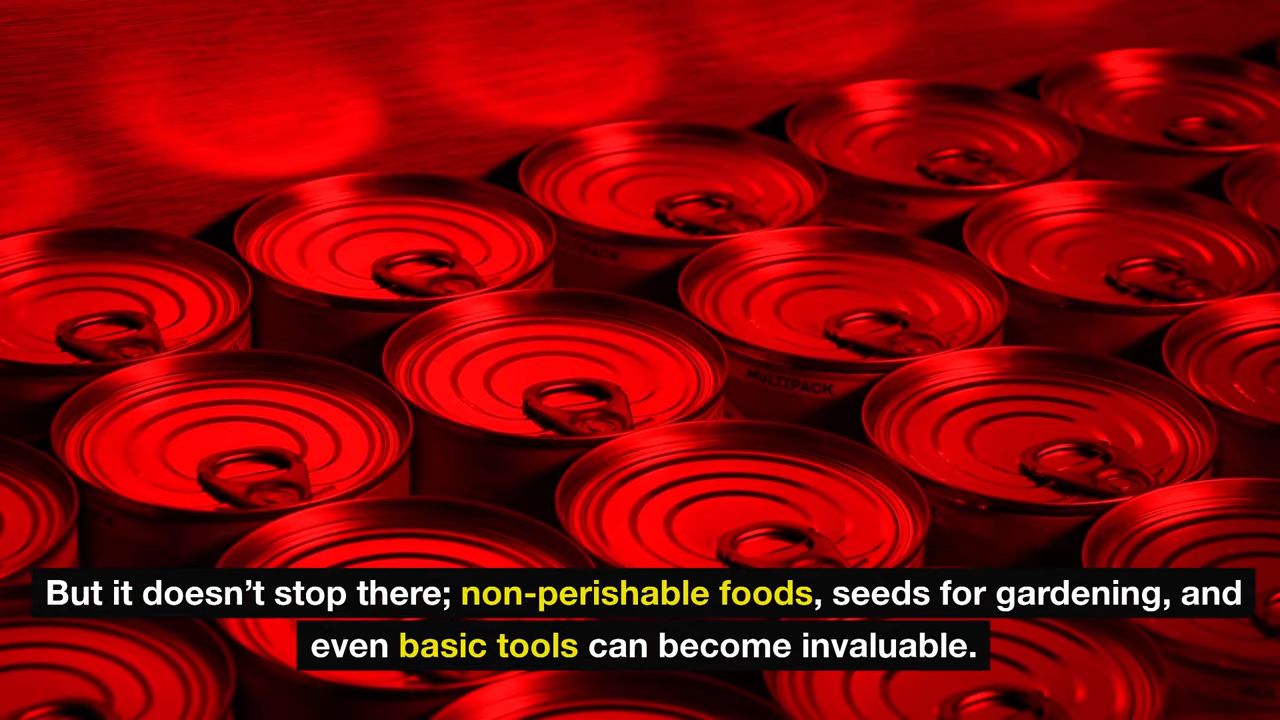 MULTIPACK
But it doesn’t stop there; non-perishable foods, seeds for gardening, and
even basic tools can become invaluable.